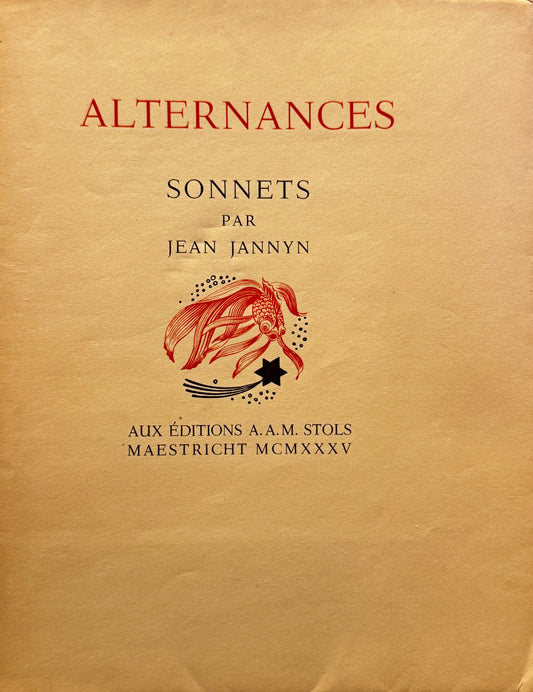 ALTERNANCES
SONNETS
PAR
JEAN JANNYN
AUX ÉDITIONS A.A.M. STOLS
MAESTRICHT MCMXXXV